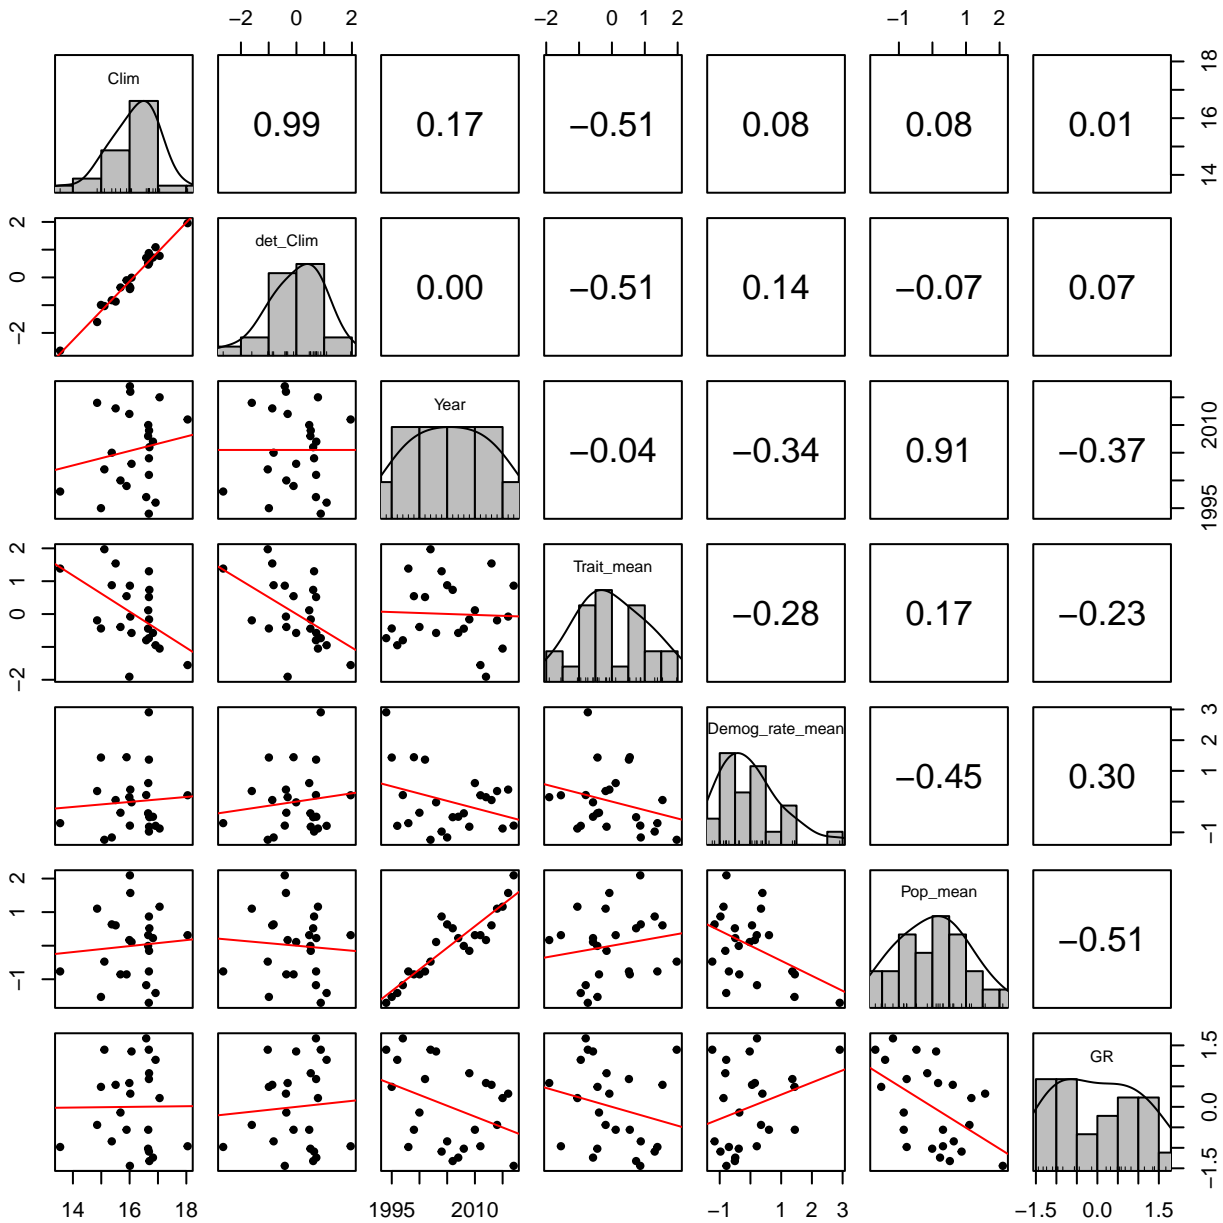 −2 0 2 −2 0 1 2 −1 1 2
Clim 0.99 0.17 −0.51 0.08 0.08 0.01 14 16 18
−2 0 2 det_Clim 0.00 −0.51 0.14 −0.07 0.07
Year −0.04 −0.34 0.91 −0.37 1995 2010
−2 0 1 2 Trait_mean −0.28 0.17 −0.23
Demog_rate_mean −0.45 0.30 −1 1 2 3
−1 1 2 Pop_mean −0.51
GR −1.5 0.0 1.5
14 16 18 1995 2010 −1 1 2 3 −1.5 0.0 1.5